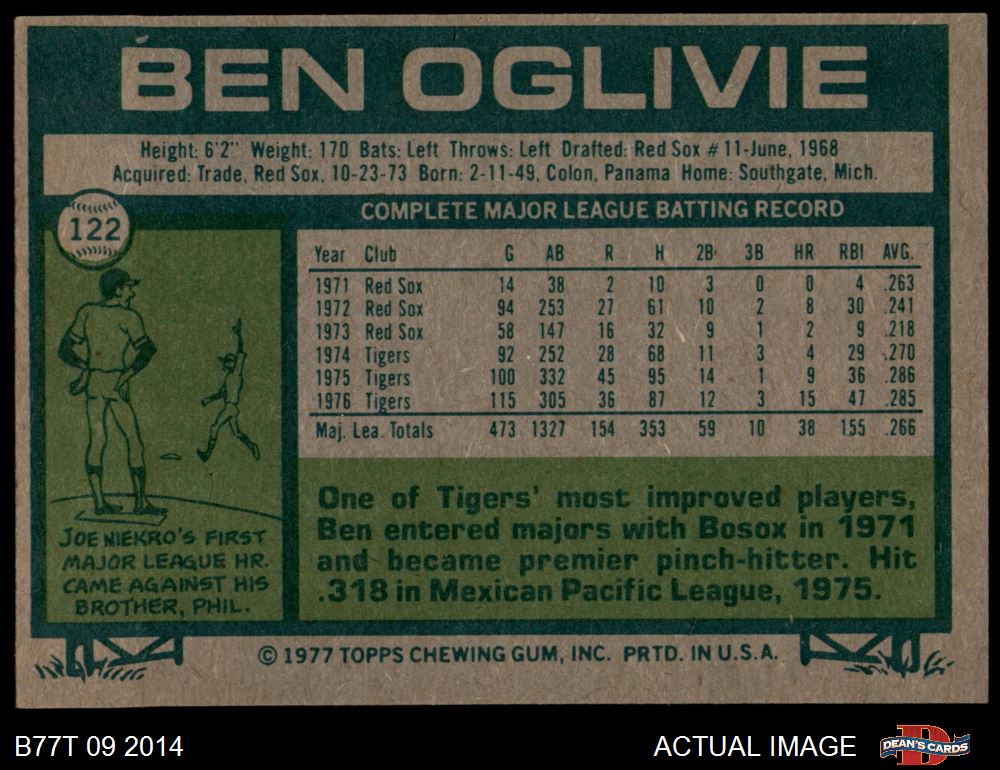 BEN OGLIVIE
Height: 6'2" Weight: 170 Bats: Left Throws: Left Drafted: Red Sox #11-June, 1968
Acquired: Trade, Red Sox, 10-23-73 Born: 2-11-49, Colon, Panama Home: Southgate, Mich.
122
COMPLETE MAJOR LEAGUE BATTING RECORD
Year Club G AB R H 2B 3B HR RBI AVG.
1971 Red Sox 14 38 2 10 3 0 0 4 .263
1972 Red Sox 94 253 27 61 10 2 8 30 .241
1973 Red Sox 58 147 16 32 9 1 2 9 .218
1974 Tigers 92 252 28 68 11 3 4 29 .270
1975 Tigers 100 332 45 95 14 1 9 36 .286
1976 Tigers 115 305 36 87 12 3 15 47 .285
Maj. Lea. Totals 473 1327 154 353 59 10 38 155 .266
JOE NIEKRO'S FIRST
MAJOR LEAGUE HR.
CAME AGAINST HIS
BROTHER, PHIL.
One of Tigers' most improved players,
Ben entered majors with Bosox in 1971
and became premier pinch-hitter. Hit
.318 in Mexican Pacific League, 1975.
© 1977 TOPPS CHEWING GUM, INC. PRTD. IN U.S.A.
B77T 09 2014
ACTUAL IMAGE
D
DEAN'S CARDS